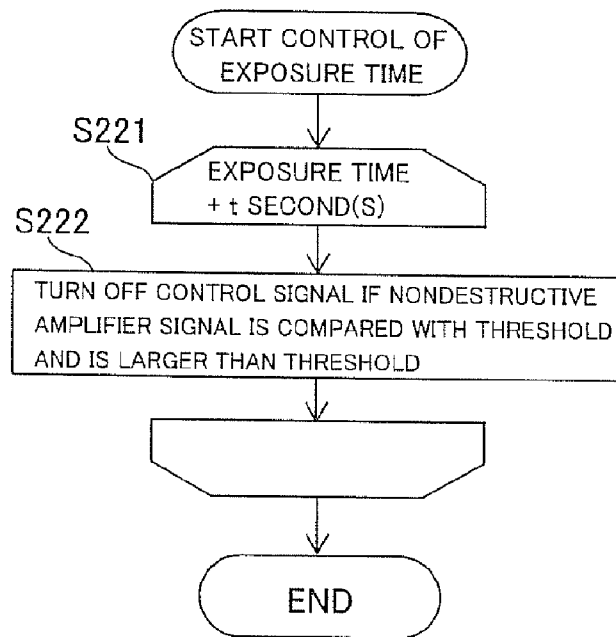 START CONTROL OF
EXPOSURE TIME
S221
EXPOSURE TIME
+ t SECOND(S)
S222
TURN OFF CONTROL SIGNAL IF NONDESTRUCTIVE
AMPLIFIER SIGNAL IS COMPARED WITH THRESHOLD
AND IS LARGER THAN THRESHOLD
END